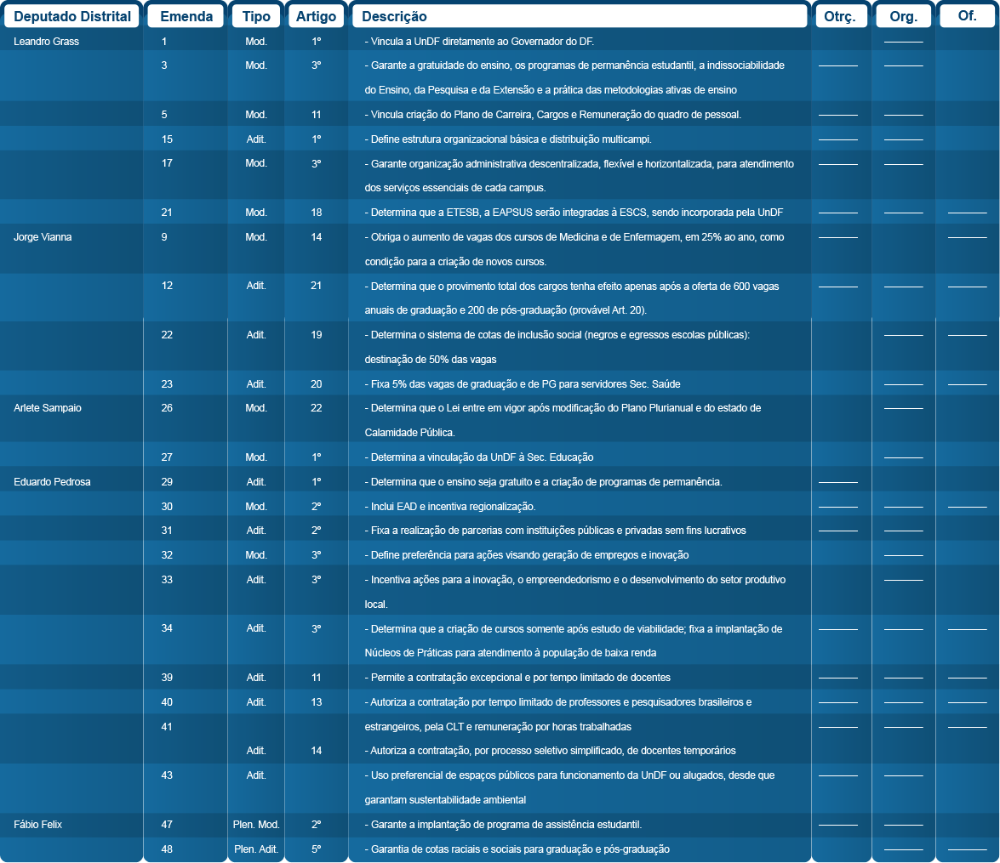 Deputado Distrital Emenda Tipo Artigo Descrição Otrç. Org. Of.
Leandro Grass 1 Mod. 1º - Vincula a UnDF diretamente ao Governador do DF.
3 Mod. 3º - Garante a gratuidade do ensino, os programas de permanência estudantil, a indissociabilidade
do Ensino, da Pesquisa e da Extensão e a prática das metodologias ativas de ensino
5 Mod. 11 - Vincula criação do Plano de Carreira, Cargos e Remuneração do quadro de pessoal.
15 Adit. 1º - Define estrutura organizacional básica e distribuição multicampi.
17 Mod. 3º - Garante organização administrativa descentralizada, flexível e horizontalizada, para atendimento
dos serviços essenciais de cada campus.
21 Mod. 18 - Determina que a ETESB, a EAPSUS serão integradas à ESCS, sendo incorporada pela UnDF
Jorge Vianna 9 Mod. 14 - Obriga o aumento de vagas dos cursos de Medicina e de Enfermagem, em 25% ao ano, como
condição para a criação de novos cursos.
12 Adit. 21 - Determina que o provimento total dos cargos tenha efeito apenas após a oferta de 600 vagas
anuais de graduação e 200 de pós-graduação (provável Art. 20).
22 Adit. 19 - Determina o sistema de cotas de inclusão social (negros e egressos escolas públicas):
destinação de 50% das vagas
23 Adit. 20 - Fixa 5% das vagas de graduação e de PG para servidores Sec. Saúde
Arlete Sampaio 26 Mod. 22 - Determina que o Lei entre em vigor após modificação do Plano Plurianual e do estado de
Calamidade Pública.
27 Mod. 1º - Determina a vinculação da UnDF à Sec. Educação
Eduardo Pedrosa 29 Adit. 1º - Determina que o ensino seja gratuito e a criação de programas de permanência.
30 Mod. 2º - Inclui EAD e incentiva regionalização.
31 Adit. 2º - Fixa a realização de parcerias com instituições públicas e privadas sem fins lucrativos
32 Mod. 3º - Define preferência para ações visando geração de empregos e inovação
33 Adit. 3º - Incentiva ações para a inovação, o empreendedorismo e o desenvolvimento do setor produtivo
local.
34 Adit. 3º - Determina que a criação de cursos somente após estudo de viabilidade; fixa a implantação de
Núcleos de Práticas para atendimento à população de baixa renda
39 Adit. 11 - Permite a contratação excepcional e por tempo limitado de docentes
40 Adit. 13 - Autoriza a contratação por tempo limitado de professores e pesquisadores brasileiros e
41 estrangeiros, pela CLT e remuneração por horas trabalhadas
Adit. 14 - Autoriza a contratação, por processo seletivo simplificado, de docentes temporários
43 Adit. - Uso preferencial de espaços públicos para funcionamento da UnDF ou alugados, desde que
garantam sustentabilidade ambiental
Fábio Felix 47 Plen. Mod. 2º - Garante a implantação de programa de assistência estudantil.
48 Plen. Adit. 5º - Garantia de cotas raciais e sociais para graduação e pós-graduação